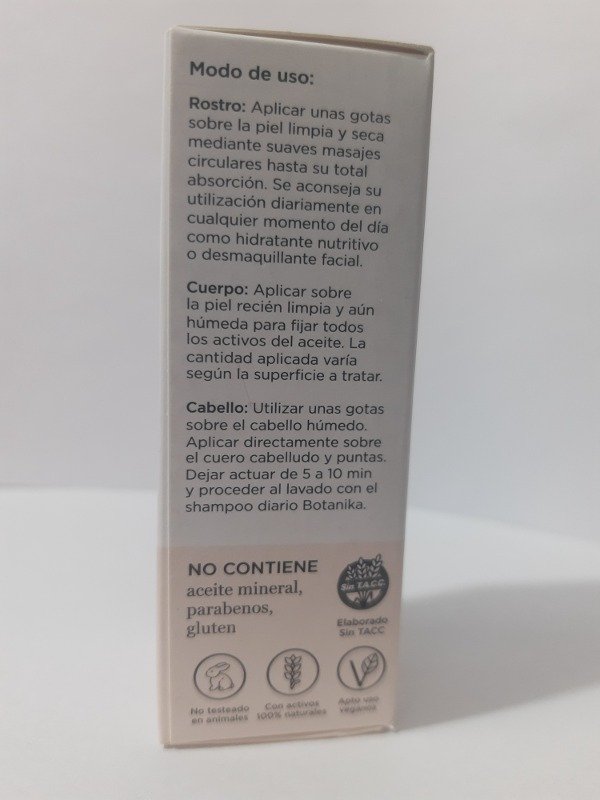 Modo de uso:
Rostro: Aplicar unas gotas
sobre la piel limpia y seca
mediante suaves masajes
circulares hasta su total
absorción. Se aconseja su
utilización diariamente en
cualquier momento del día
como hidratante nutritivo
o desmaquillante facial.
Cuerpo: Aplicar sobre
la piel recién limpia y aún
húmeda para fijar todos
los activos del aceite. La
cantidad aplicada varía
según la superficie a tratar.
Cabello: Utilizar unas gotas
sobre el cabello húmedo.
Aplicar directamente sobre
el cuero cabelludo y puntas.
Dejar actuar de 5 a 10 min
y proceder al lavado con el
shampoo diario Botanika.
NO CONTIENE
aceite mineral,
parabenos,
gluten
Sin T.A.C.C.
Elaborado
Sin TACC
No testeado
en animales
Con activos
100% naturales
Apto uso
veganos